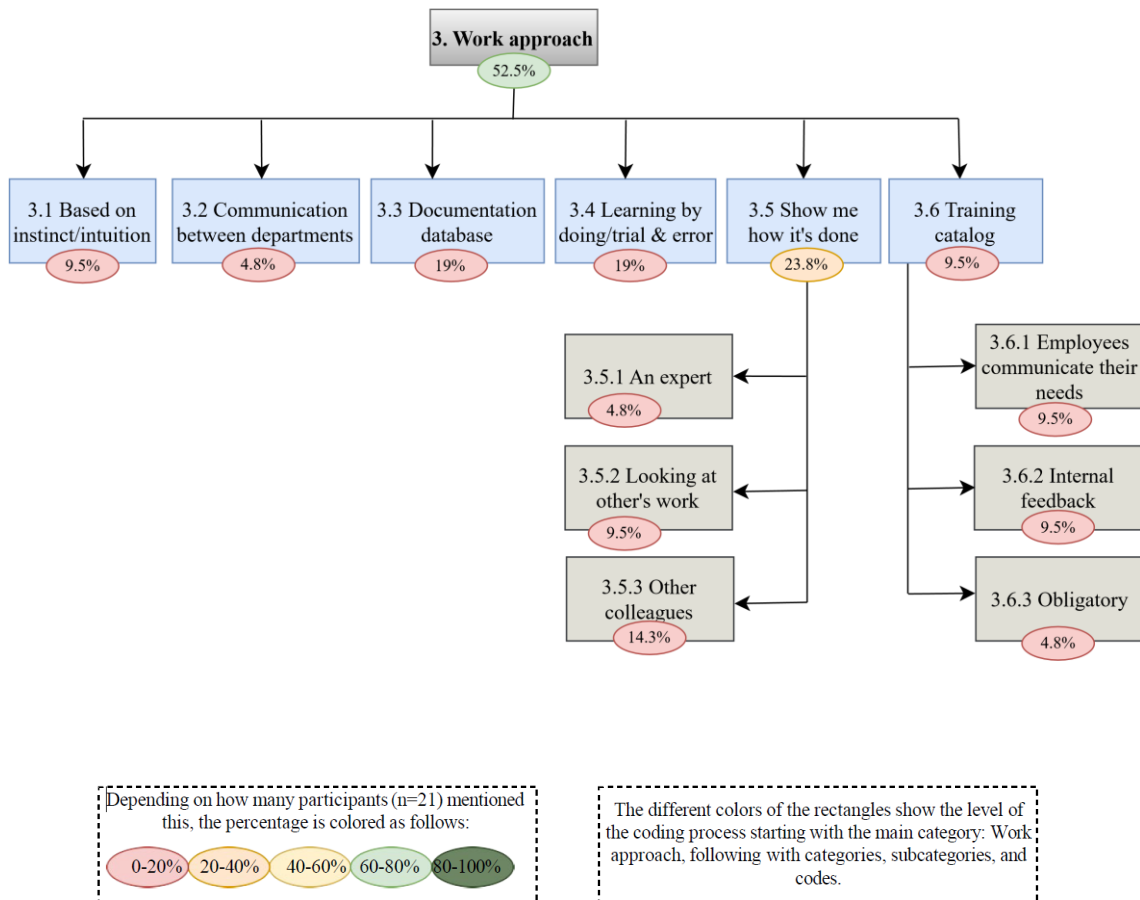 3. Work approach
52.5%
3.1 Based on
instinct/intuition
9.5%
3.2 Communication
between departments
4.8%
3.3 Documentation
database
19%
3.4 Learning by
doing/trial & error
19%
3.5 Show me
how it's done
23.8%
3.6 Training
catalog
9.5%
3.5.1 An expert
4.8%
3.5.2 Looking at
other's work
9.5%
3.5.3 Other
colleagues
14.3%
3.6.1 Employees
communicate their
needs
9.5%
3.6.2 Internal
feedback
9.5%
3.6.3 Obligatory
4.8%
Depending on how many participants (n=21) mentioned
this, the percentage is colored as follows:
0-20%
20-40%
40-60%
60-80%
80-100%
The different colors of the rectangles show the level of
the coding process starting with the main category: Work
approach, following with categories, subcategories, and
codes.